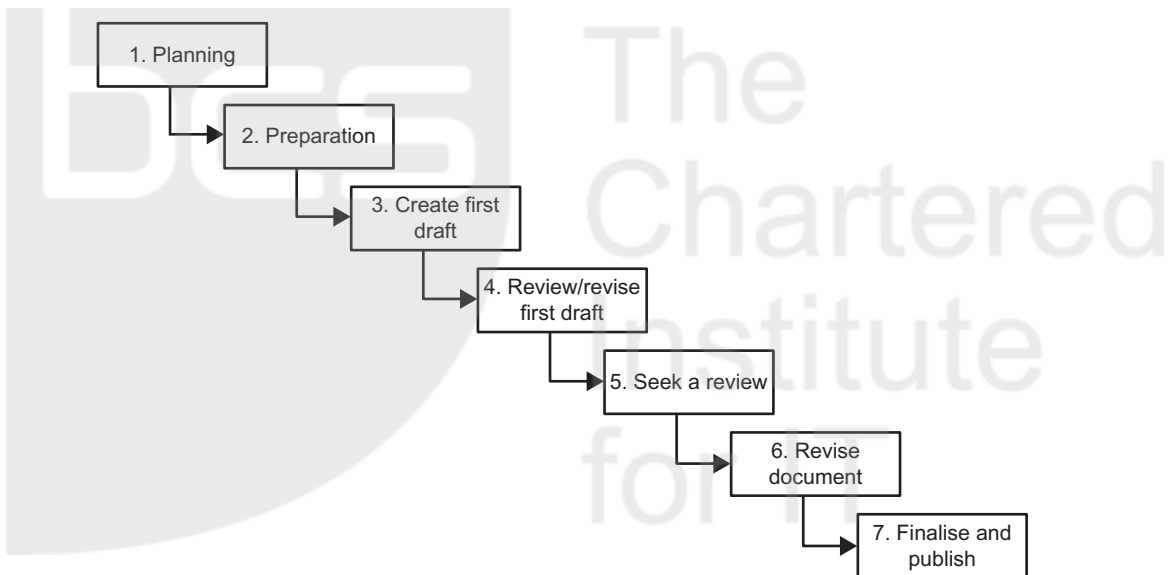 bcs
The
Chartered
Institute
for IT
1. Planning
2. Preparation
3. Create first
draft
4. Review/revise
first draft
5. Seek a review
6. Revise
document
7. Finalise and
publish